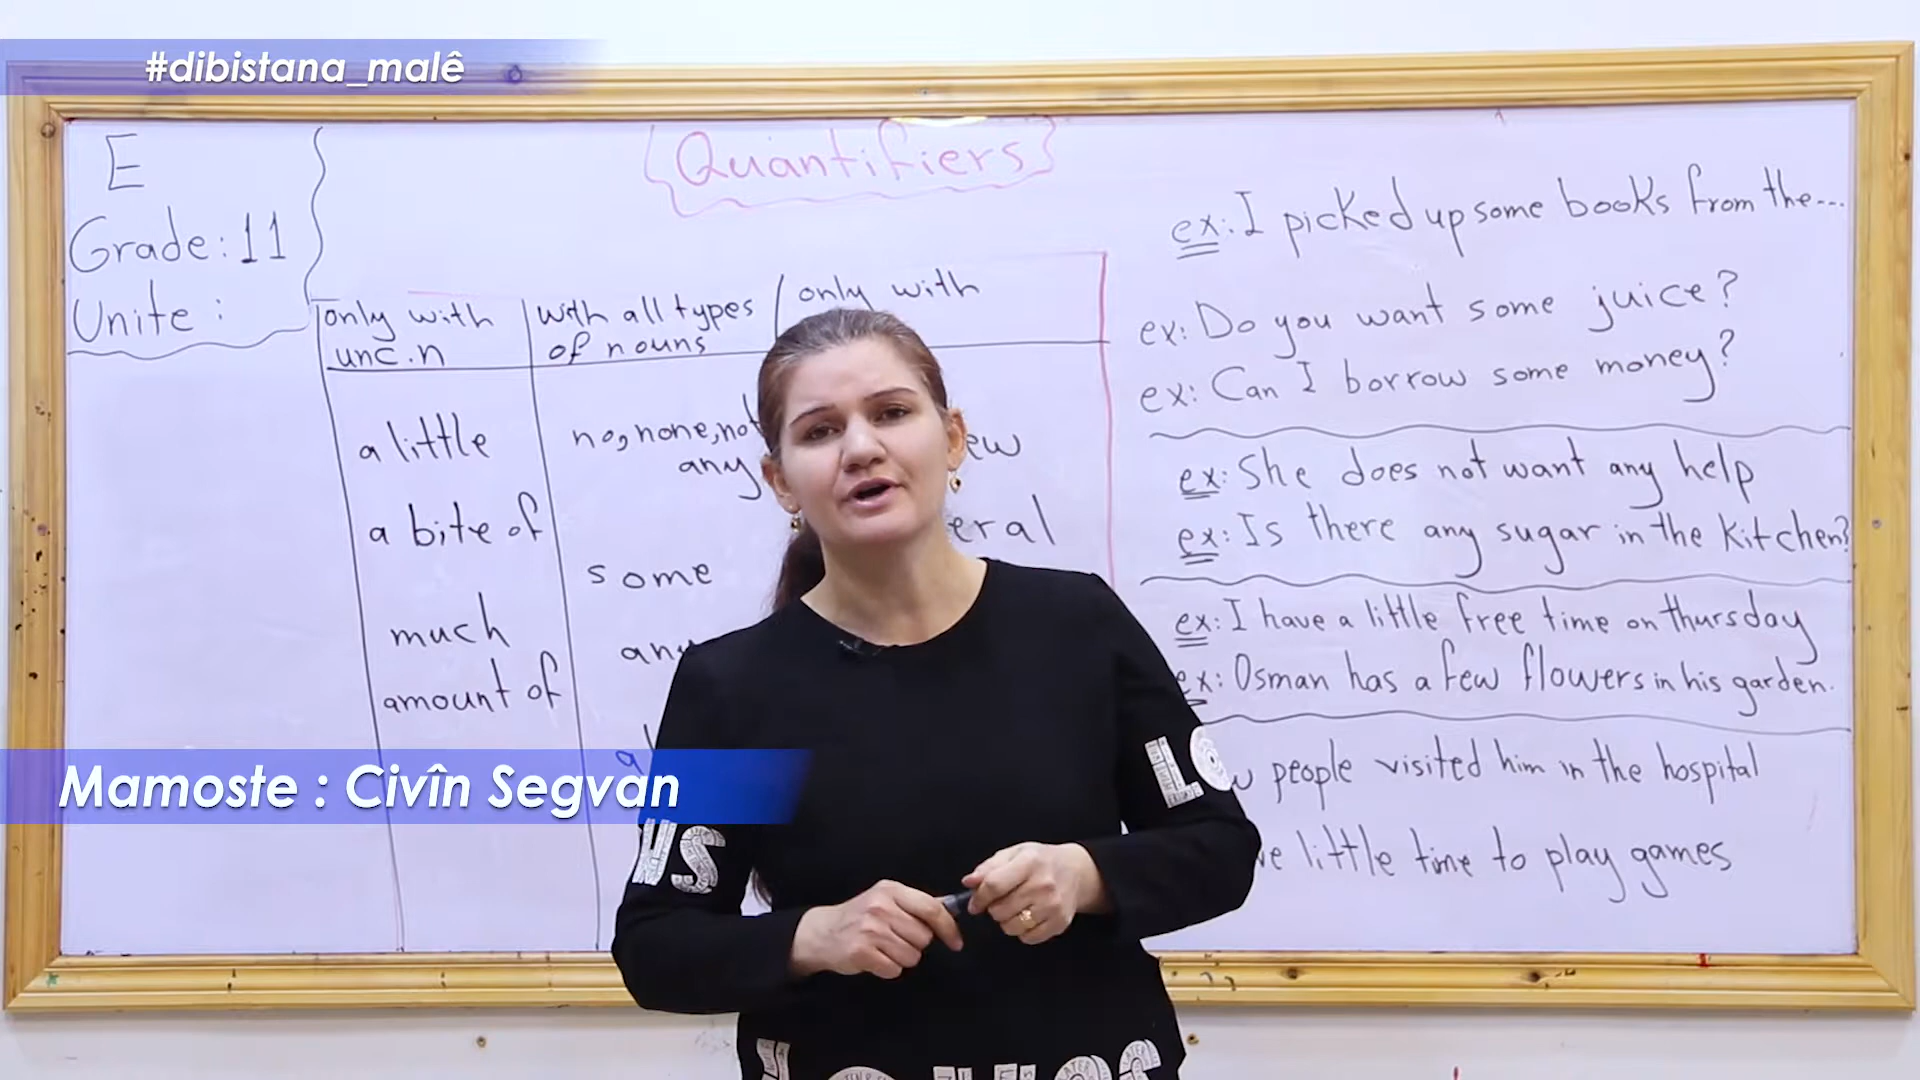 #dibistana_malê
E
Grade: 11
Unite :
Quantifiers
only with
unc.n
a little
a bite of
much
amount of
with all types
of nouns
no, none, not
any
some
only with
ex: I picked up some books from the...
ex: Do you want some juice?
ex: Can I borrow some money?
ex: She does not want any help
ex: Is there any sugar in the kitchen?
ex: I have a little free time on thursday
ex: Osman has a few flowers in his garden.
people visited him in the hospital
little time to play games
Mamoste : Civîn Segvan